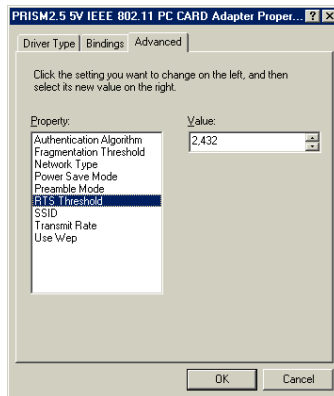 PRISM2.5 5V IEEE 802.11 PC CARD Adapter Proper...
Driver Type Bindings Advanced
Click the setting you want to change on the left, and then
select its new value on the right.
Property:
Authentication Algorithm
Fragmentation Threshold
Network Type
Power Save Mode
Preamble Mode
RTS Threshold
SSID
Transmit Rate
Use Wep
Value:
2,432
OK Cancel